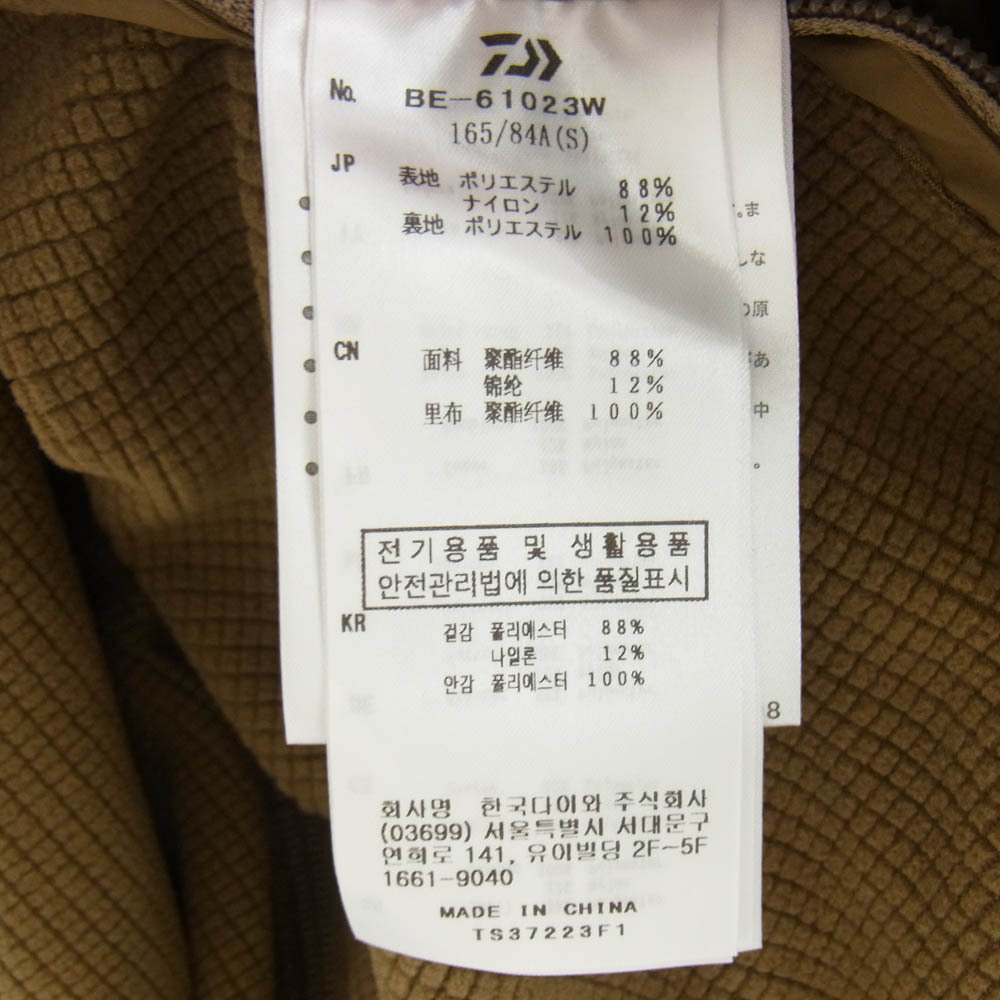 No. BE-61023W
165/84A(S)
JP
表地 ポリエステル 88%
ナイロン 12%
裏地 ポリエステル 100%
CN
面料 聚酯纤维 88%
锦纶 12%
里布 聚酯纤维 100%
전기용품 및 생활용품
안전관리법에 의한 품질표시
KR
겉감 폴리에스터 88%
나일론 12%
안감 폴리에스터 100%
회사명 한국다이와 주식회사
(03699) 서울특별시 서대문구
연희로 141, 유이빌딩 2F~5F
1661-9040
MADE IN CHINA
TS37223F1
ま
な
原
あ
中
。
8